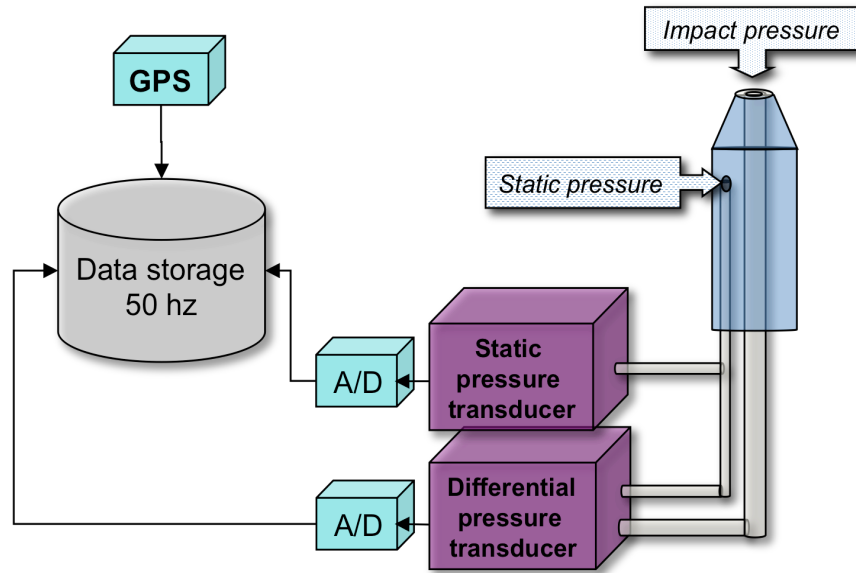 Impact pressure
GPS
Static pressure
Data storage
50 hz
Static
pressure
transducer
A/D
Differential
pressure
transducer
A/D